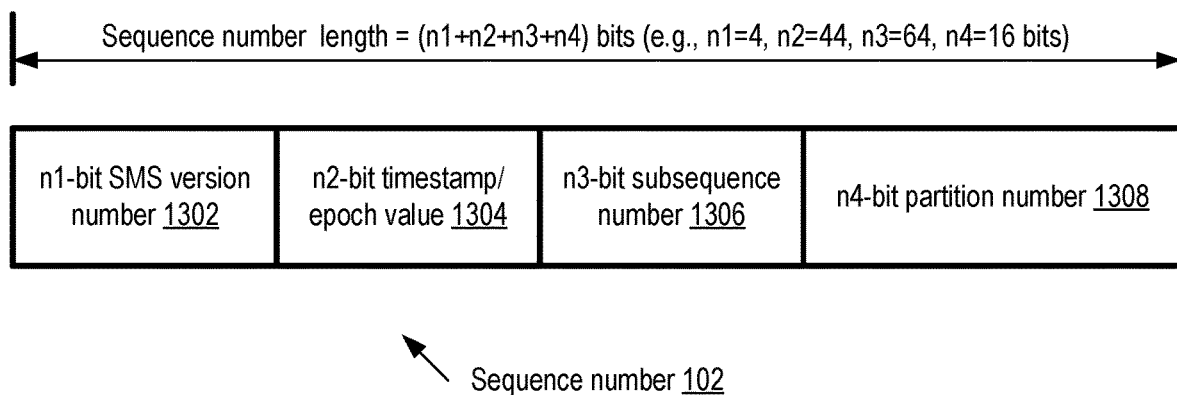 Sequence number length = (n1+n2+n3+n4) bits (e.g., n1=4, n2=44, n3=64, n4=16 bits)
n1-bit SMS version
number 1302
n2-bit timestamp/
epoch value 1304
n3-bit subsequence
number 1306
n4-bit partition number 1308
Sequence number 102